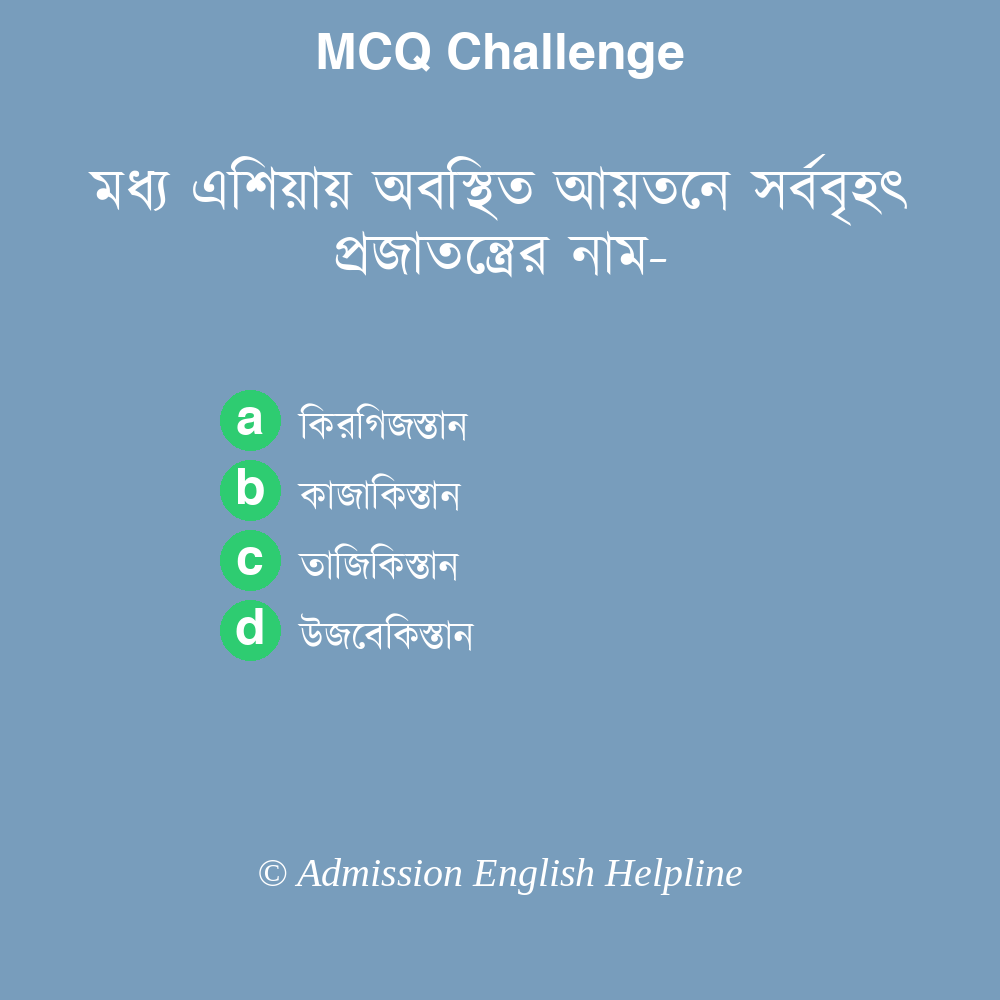 MCQ Challenge
মধ্য এশিয়ায় অবস্থিত আয়তনে সর্ববৃহৎ
প্রজাতন্ত্রের নাম-
a কিরগিজস্তান
b কাজাকিস্তান
c তাজিকিস্তান
d উজবেকিস্তান
© Admission English Helpline